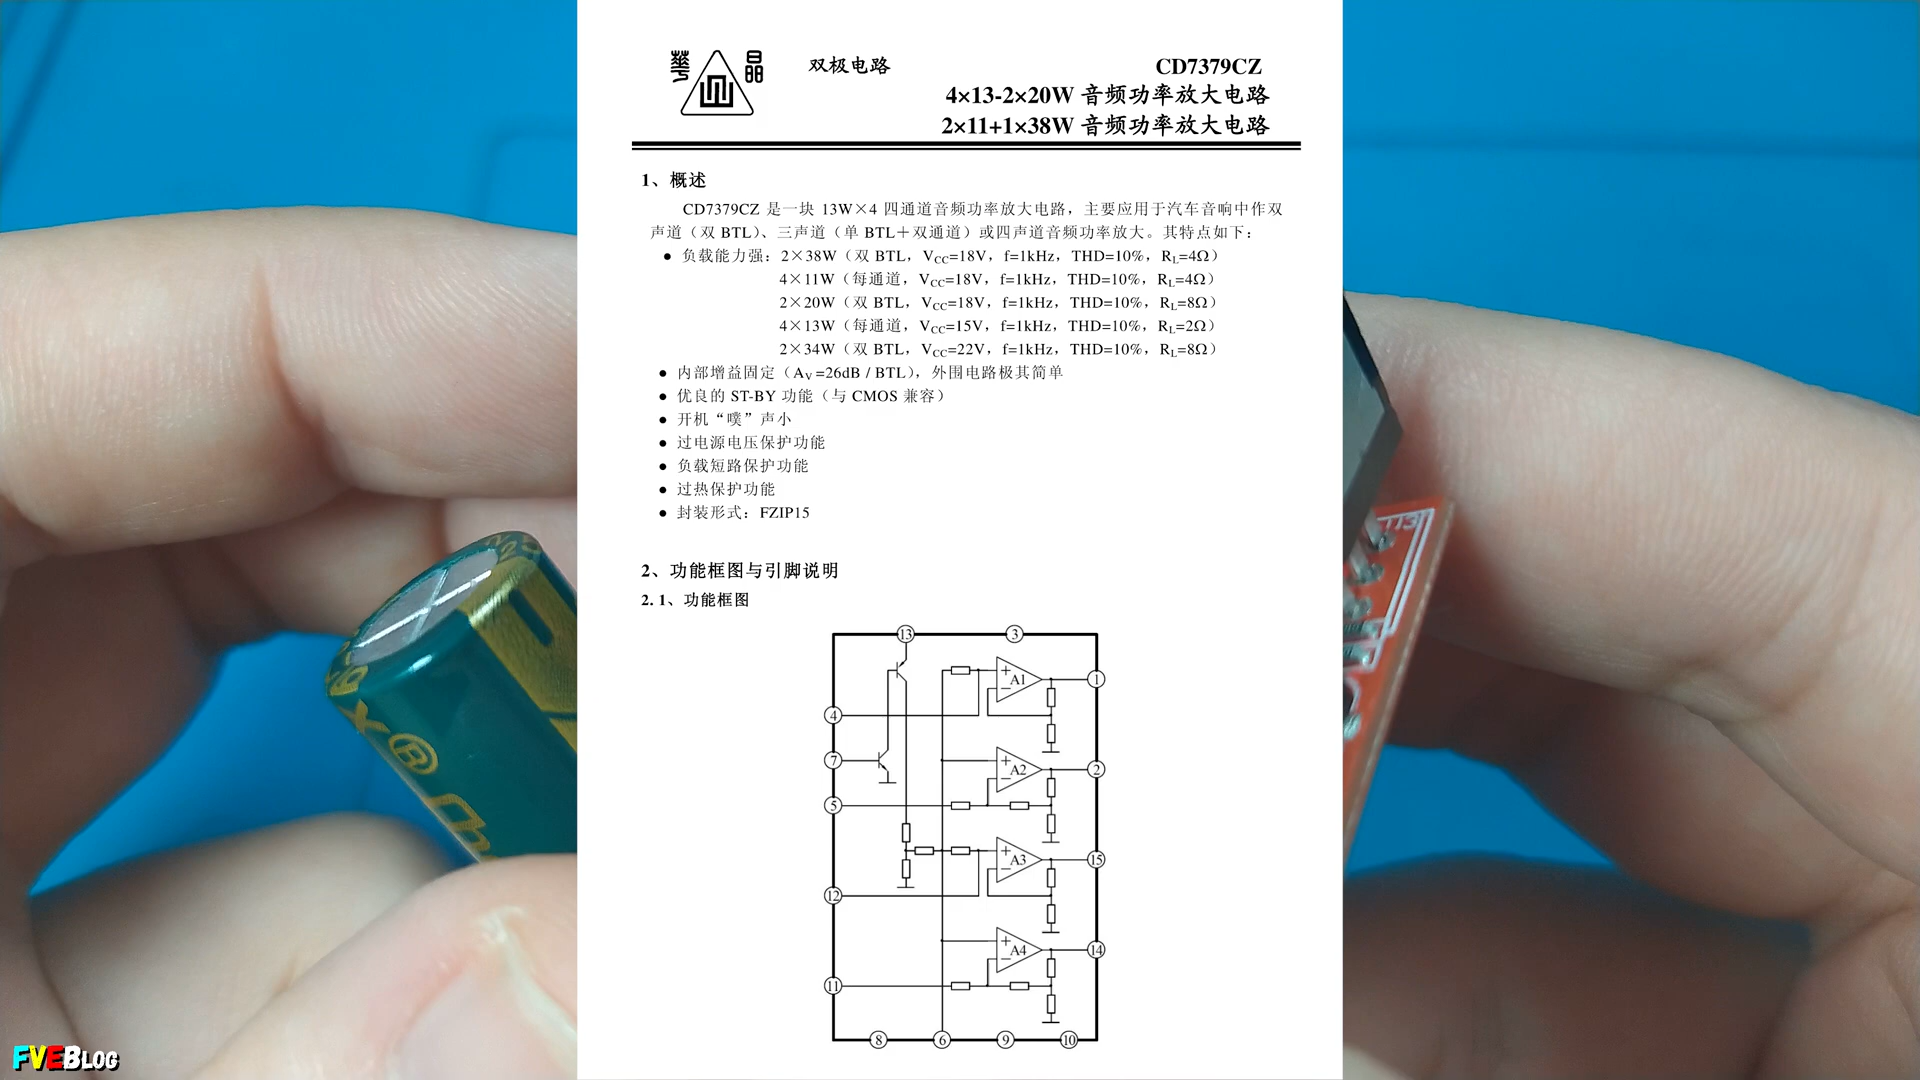 華 晶
双极电路
CD7379CZ
4×13-2×20W 音频功率放大电路
2×11+1×38W 音频功率放大电路
1、概述
CD7379CZ 是一块 13W×4 四通道音频功率放大电路，主要应用于汽车音响中作双
声道（双 BTL）、三声道（单 BTL＋双通道）或四声道音频功率放大。其特点如下：
● 负载能力强：2×38W（双 BTL，VCC=18V，f=1kHz，THD=10%，RL=4Ω）
4×11W（每通道，VCC=18V，f=1kHz，THD=10%，RL=4Ω）
2×20W（双 BTL，VCC=18V，f=1kHz，THD=10%，RL=8Ω）
4×13W（每通道，VCC=15V，f=1kHz，THD=10%，RL=2Ω）
2×34W（双 BTL，VCC=22V，f=1kHz，THD=10%，RL=8Ω）
● 内部增益固定（AV =26dB / BTL），外围电路极其简单
● 优良的 ST-BY 功能（与 CMOS 兼容）
● 开机“噗”声小
● 过电源电压保护功能
● 负载短路保护功能
● 过热保护功能
● 封装形式：FZIP15
2、功能框图与引脚说明
2. 1、功能框图
13 3
+ A1 − 1
4
7
+ A2 − 2
5
+ A3 − 15
12
+ A4 − 14
11
8 6 9 10
FVEBLOG